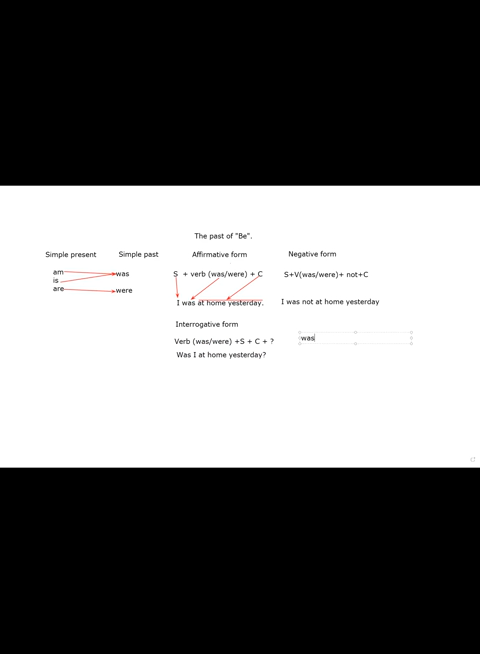 The past of "Be".
Simple present
Simple past
Affirmative form
Negative form
am
is
are
was
were
S + verb (was/were) + C
I was at home yesterday.
S+V(was/were)+ not+C
I was not at home yesterday
Interrogative form
Verb (was/were) +S + C + ?
Was I at home yesterday?
was